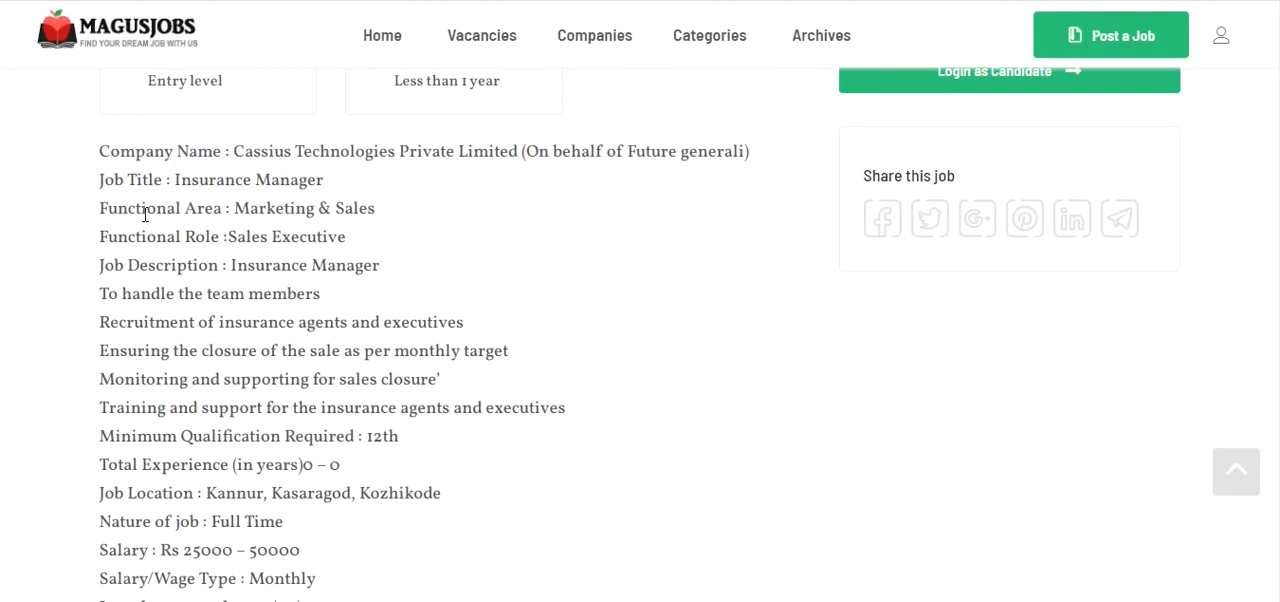 MAGUSJOBS
FIND YOUR DREAM JOB WITH US
Home Vacancies Companies Categories Archives
Post a Job
Entry level
Less than 1 year
Login as Candidate
Company Name : Cassius Technologies Private Limited (On behalf of Future generali)
Job Title : Insurance Manager
Functional Area : Marketing & Sales
Functional Role :Sales Executive
Job Description : Insurance Manager
To handle the team members
Recruitment of insurance agents and executives
Ensuring the closure of the sale as per monthly target
Monitoring and supporting for sales closure’
Training and support for the insurance agents and executives
Minimum Qualification Required : 12th
Total Experience (in years)0 – 0
Job Location : Kannur, Kasaragod, Kozhikode
Nature of job : Full Time
Salary : Rs 25000 – 50000
Salary/Wage Type : Monthly
Share this job